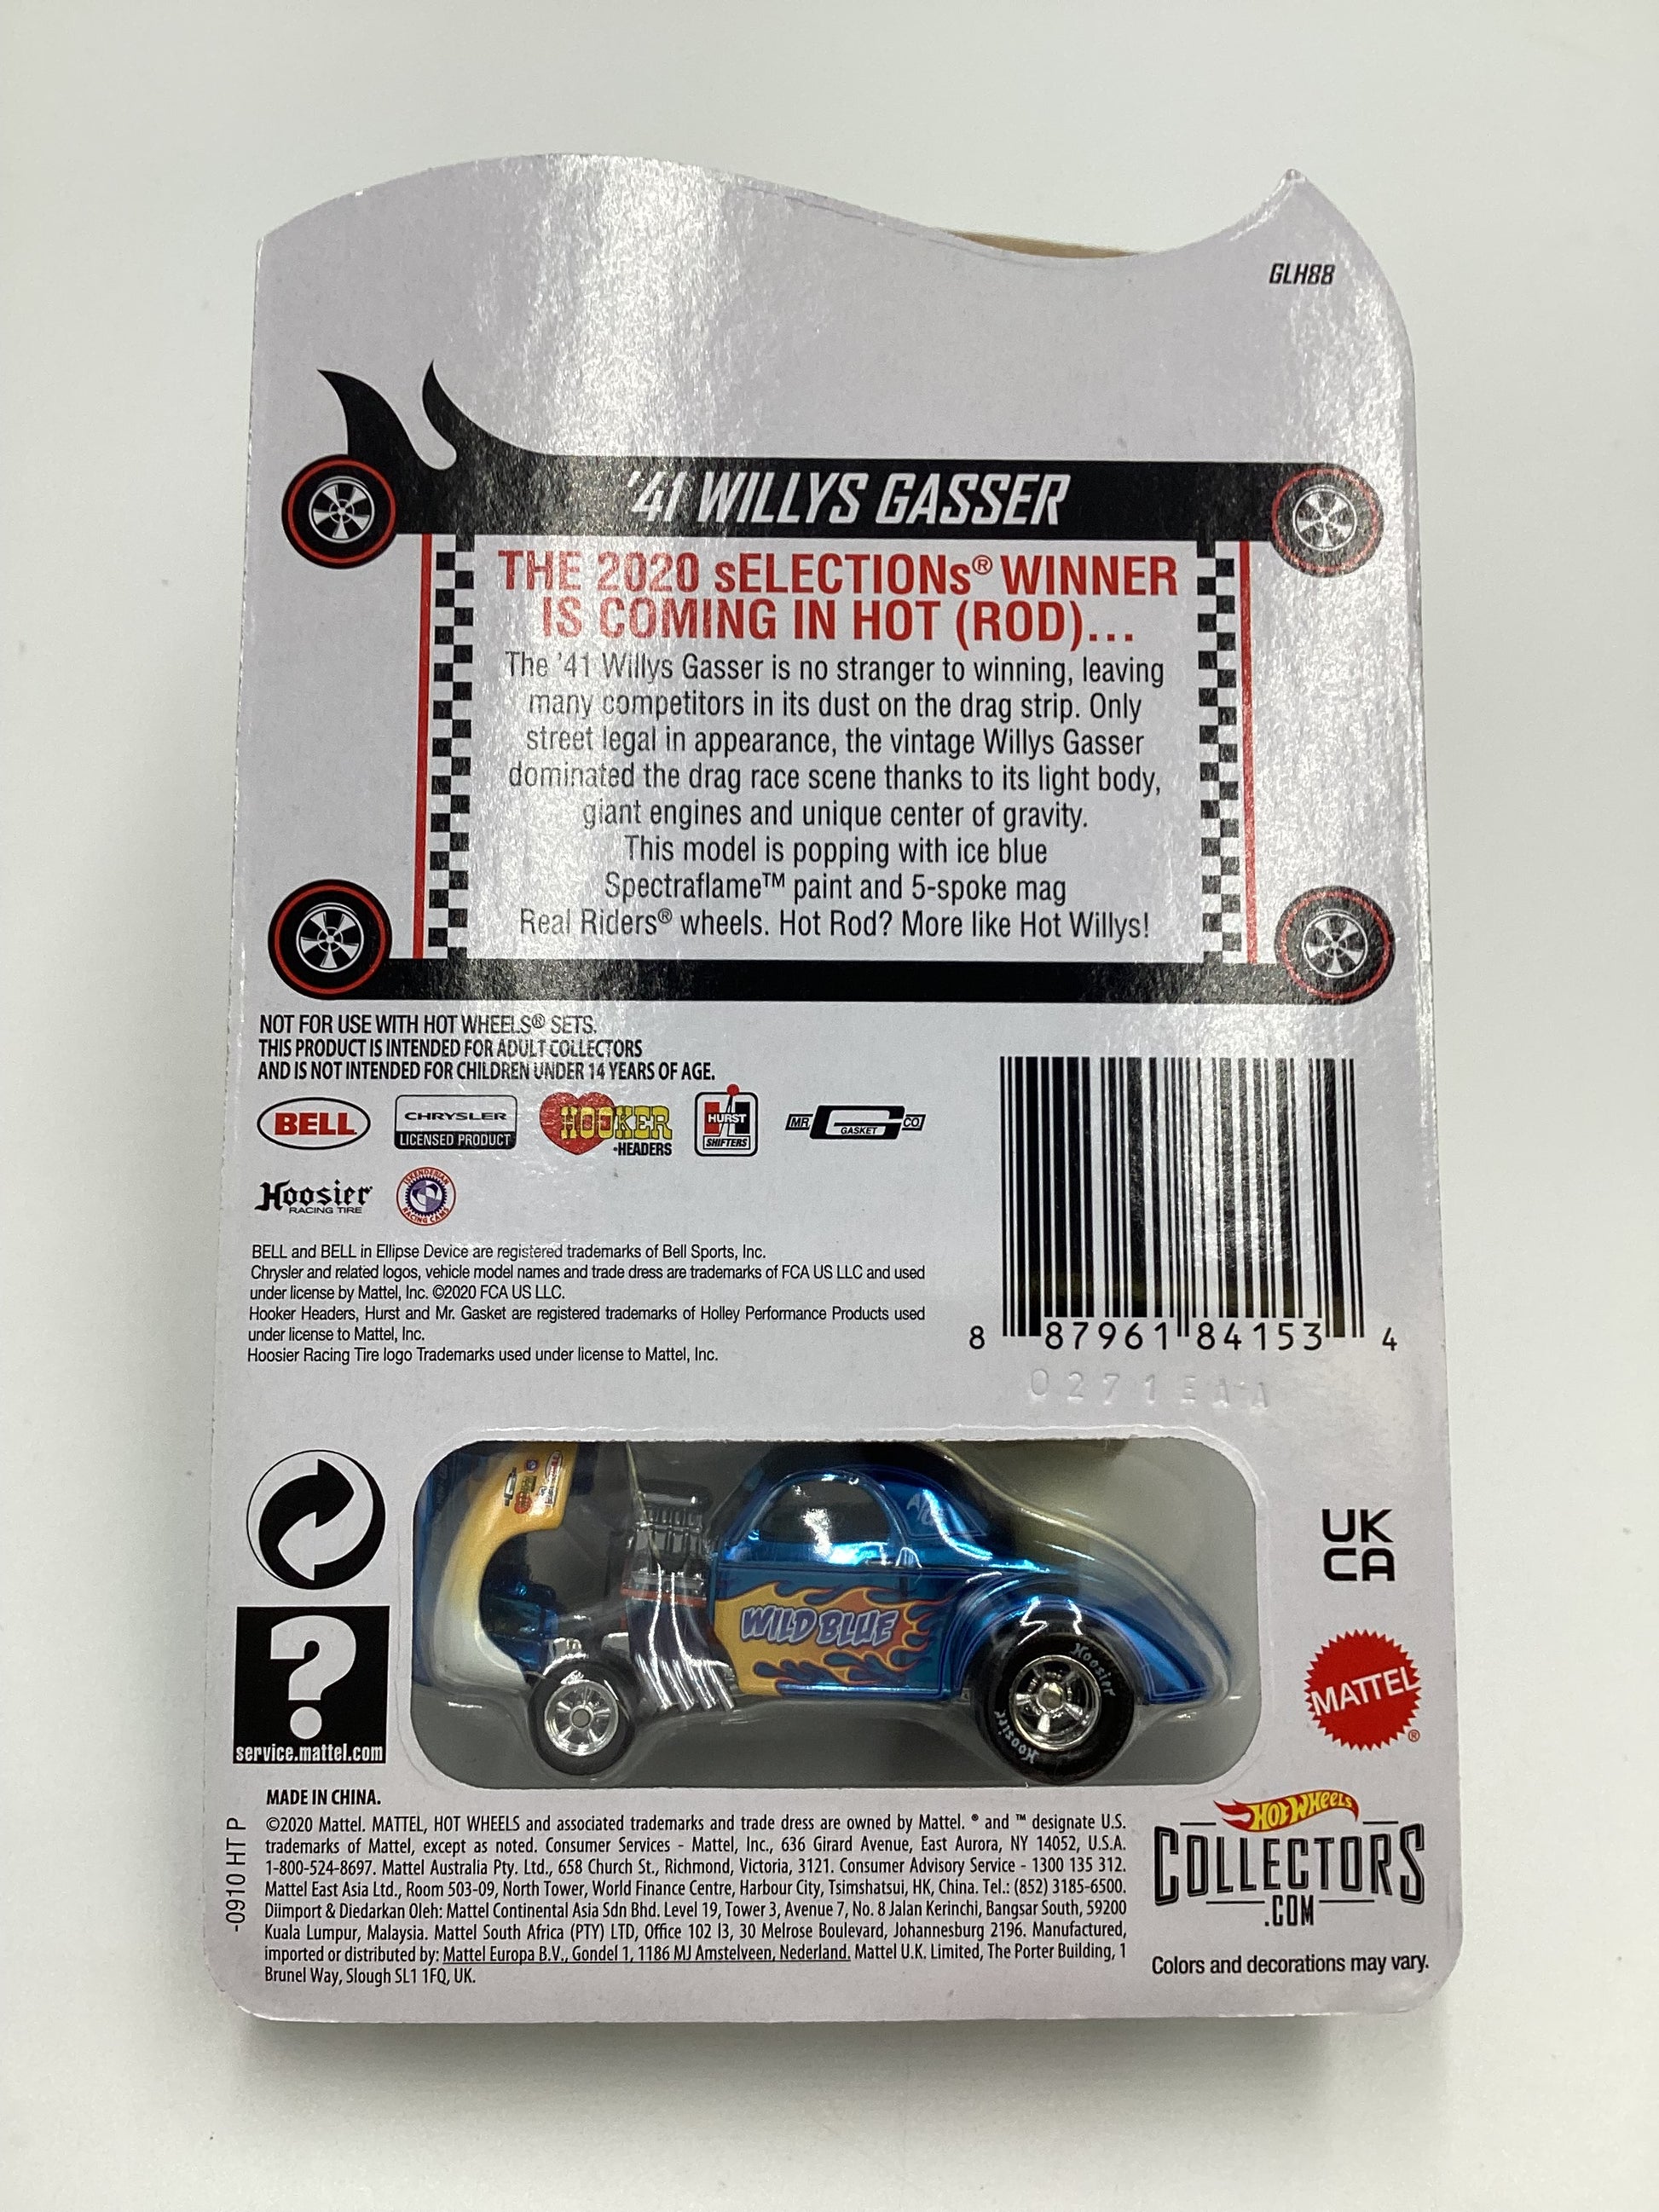 GLH88
'41 WILLYS GASSER
THE 2020 sELECTIONs® WINNER
IS COMING IN HOT (ROD)...
The '41 Willys Gasser is no stranger to winning, leaving
many competitors in its dust on the drag strip. Only
street legal in appearance, the vintage Willys Gasser
dominated the drag race scene thanks to its light body,
giant engines and unique center of gravity.
This model is popping with ice blue
Spectraflame™ paint and 5-spoke mag
Real Riders® wheels. Hot Rod? More like Hot Willys!
NOT FOR USE WITH HOT WHEELS® SETS.
THIS PRODUCT IS INTENDED FOR ADULT COLLECTORS
AND IS NOT INTENDED FOR CHILDREN UNDER 14 YEARS OF AGE.
BELL
CHRYSLER
LICENSED PRODUCT
HOOKER
HEADERS
HURST
SHIFTERS
MR. GASKET CO.
Hoosier
RACING TIRE
ISKENDERIAN
RACING CAMS
BELL and BELL in Ellipse Device are registered trademarks of Bell Sports, Inc.
Chrysler and related logos, vehicle model names and trade dress are trademarks of FCA US LLC and used
under license by Mattel, Inc. ©2020 FCA US LLC.
Hooker Headers, Hurst and Mr. Gasket are registered trademarks of Holley Performance Products used
under license to Mattel, Inc.
Hoosier Racing Tire logo Trademarks used under license to Mattel, Inc.
8 87961 84153 4
0271EAA
WILD BLUE
Hoosier
Hoosier
UK
CA
?
service.mattel.com
MATTEL®
MADE IN CHINA.
©2020 Mattel. MATTEL, HOT WHEELS and associated trademarks and trade dress are owned by Mattel. ® and ™ designate U.S.
trademarks of Mattel, except as noted. Consumer Services - Mattel, Inc., 636 Girard Avenue, East Aurora, NY 14052, U.S.A.
1-800-524-8697. Mattel Australia Pty. Ltd., 658 Church St., Richmond, Victoria, 3121. Consumer Advisory Service - 1300 135 312.
Mattel East Asia Ltd., Room 503-09, North Tower, World Finance Centre, Harbour City, Tsimshatsui, HK, China. Tel.: (852) 3185-6500.
Diimport & Diedarkan Oleh: Mattel Continental Asia Sdn Bhd. Level 19, Tower 3, Avenue 7, No. 8 Jalan Kerinchi, Bangsar South, 59200
Kuala Lumpur, Malaysia. Mattel South Africa (PTY) LTD, Office 102 I3, 30 Melrose Boulevard, Johannesburg 2196. Manufactured,
imported or distributed by: Mattel Europa B.V., Gondel 1, 1186 MJ Amstelveen, Nederland. Mattel U.K. Limited, The Porter Building, 1
Brunel Way, Slough SL1 1FQ, UK.
-0910 HT P
Hot Wheels
COLLECTORS
.COM
Colors and decorations may vary.